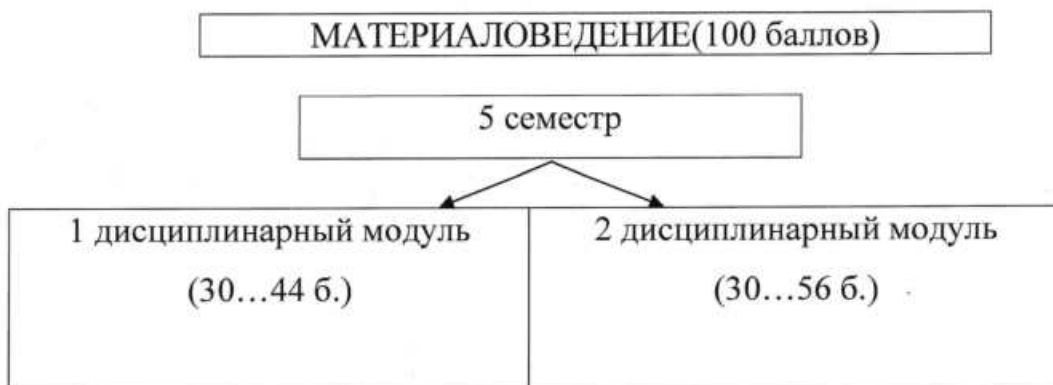 МАТЕРИАЛОВЕДЕНИЕ(100 баллов)
5 семестр
1 дисциплинарный модуль
(30…44 б.)
2 дисциплинарный модуль
(30…56 б.)